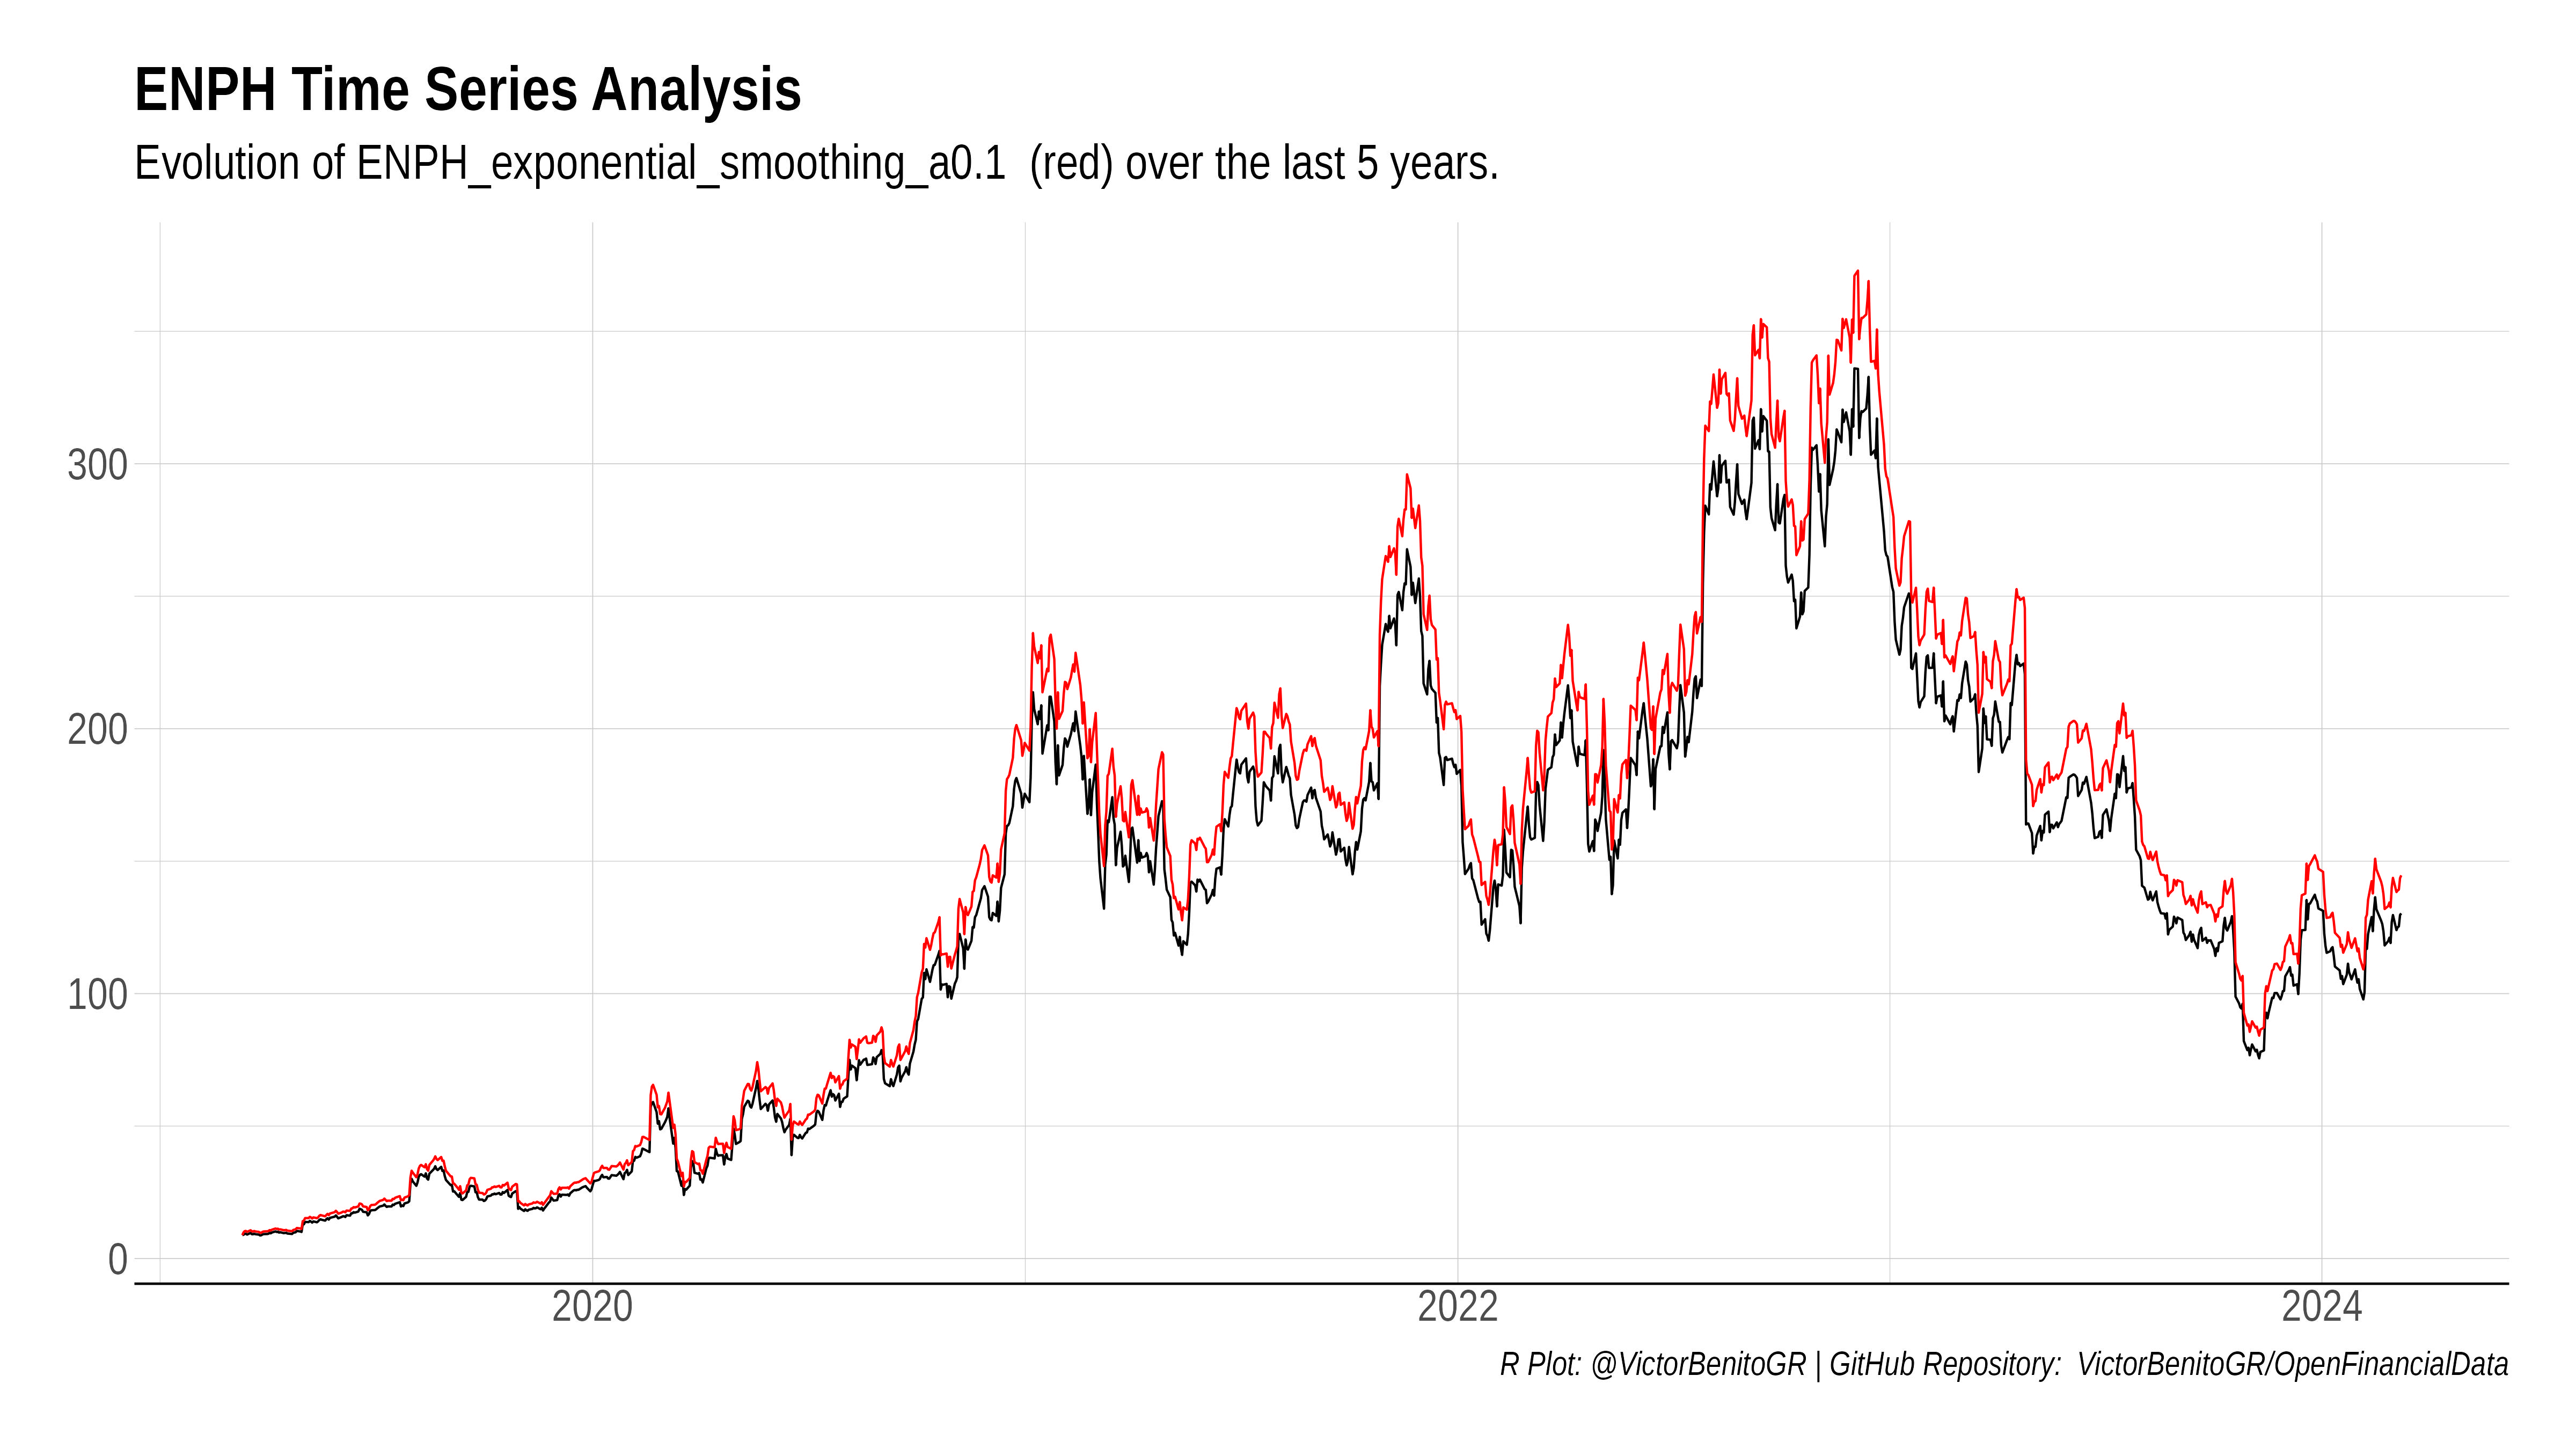 ENPH Time Series Analysis
Evolution of ENPH_exponential_smoothing_a0.1  (red) over the last 5 years.
300
200
100
0
2020 2022 2024
R Plot: @VictorBenitoGR | GitHub Repository:  VictorBenitoGR/OpenFinancialData